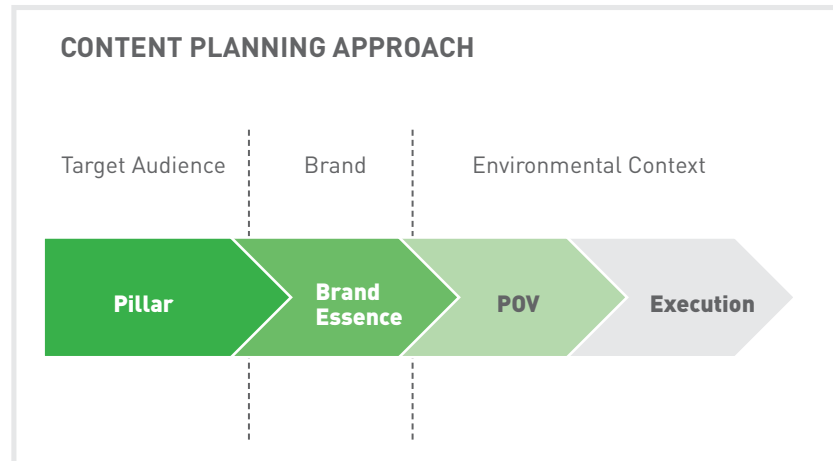 CONTENT PLANNING APPROACH
Target Audience
Brand
Environmental Context
Pillar
Brand
Essence
POV
Execution